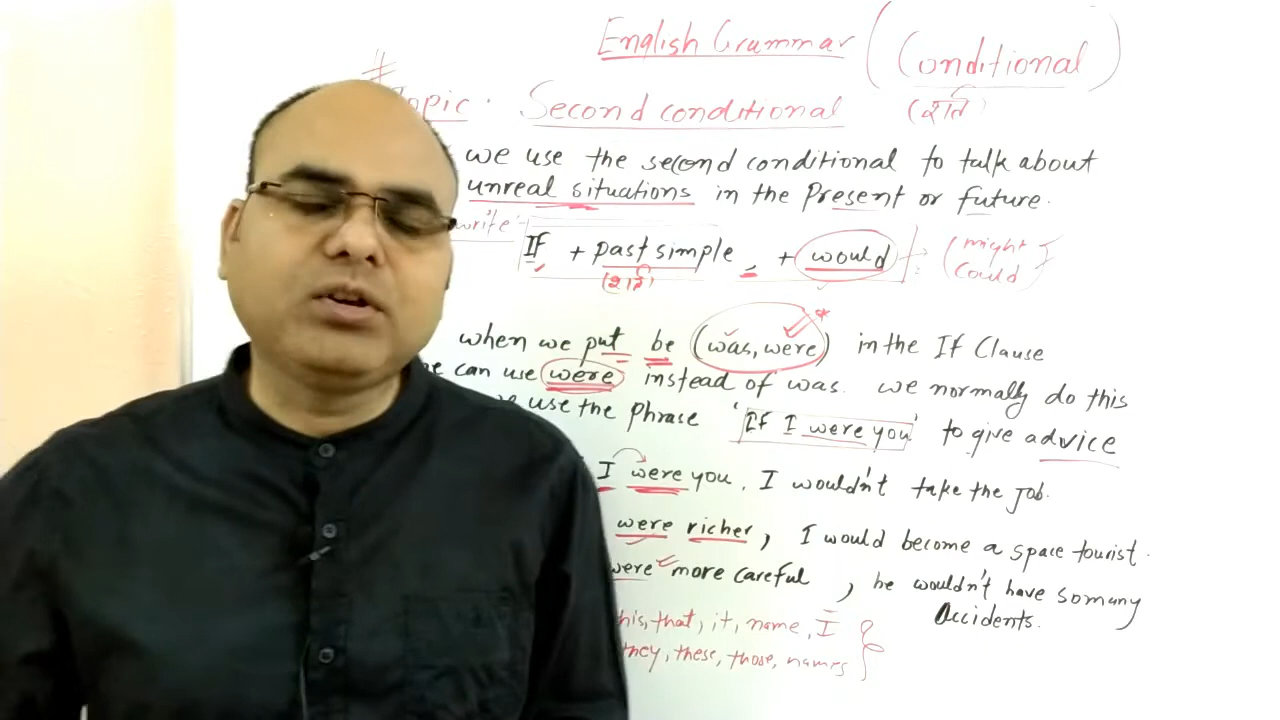 English Grammar (Conditional)
# Topic. Second conditional (शर्त)
we use the second conditional to talk about
unreal situations in the Present or future.
write:-
If + past simple, + would (might
(शर्त) could)
when we put be (was, were) in the If Clause
can use were instead of was. we normally do this
use the phrase 'If I were you' to give advice
I were you, I wouldn't take the job.
were richer, I would become a space tourist.
were more careful, he wouldn't have so many
Accidents.
this, that, it, name, I
they, these, those, names